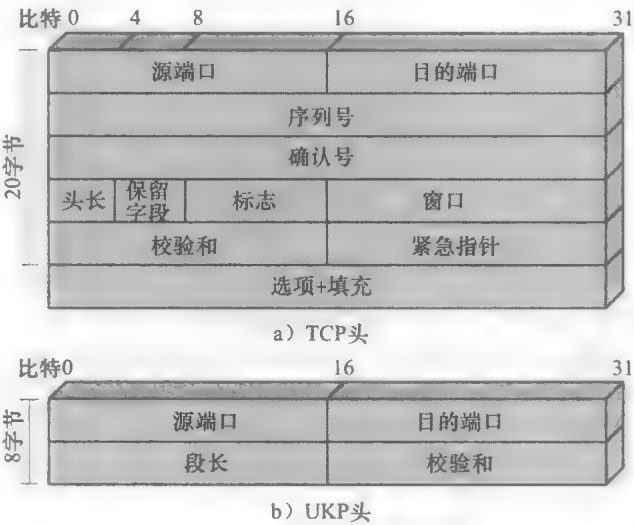 比特 0 4 8 16 31
源端口 目的端口
序列号
确认号
头长 保留字段 标志 窗口
校验和 紧急指针
选项+填充
20字节
a）TCP头
比特0 16 31
源端口 目的端口
段长 校验和
8字节
b）UKP头